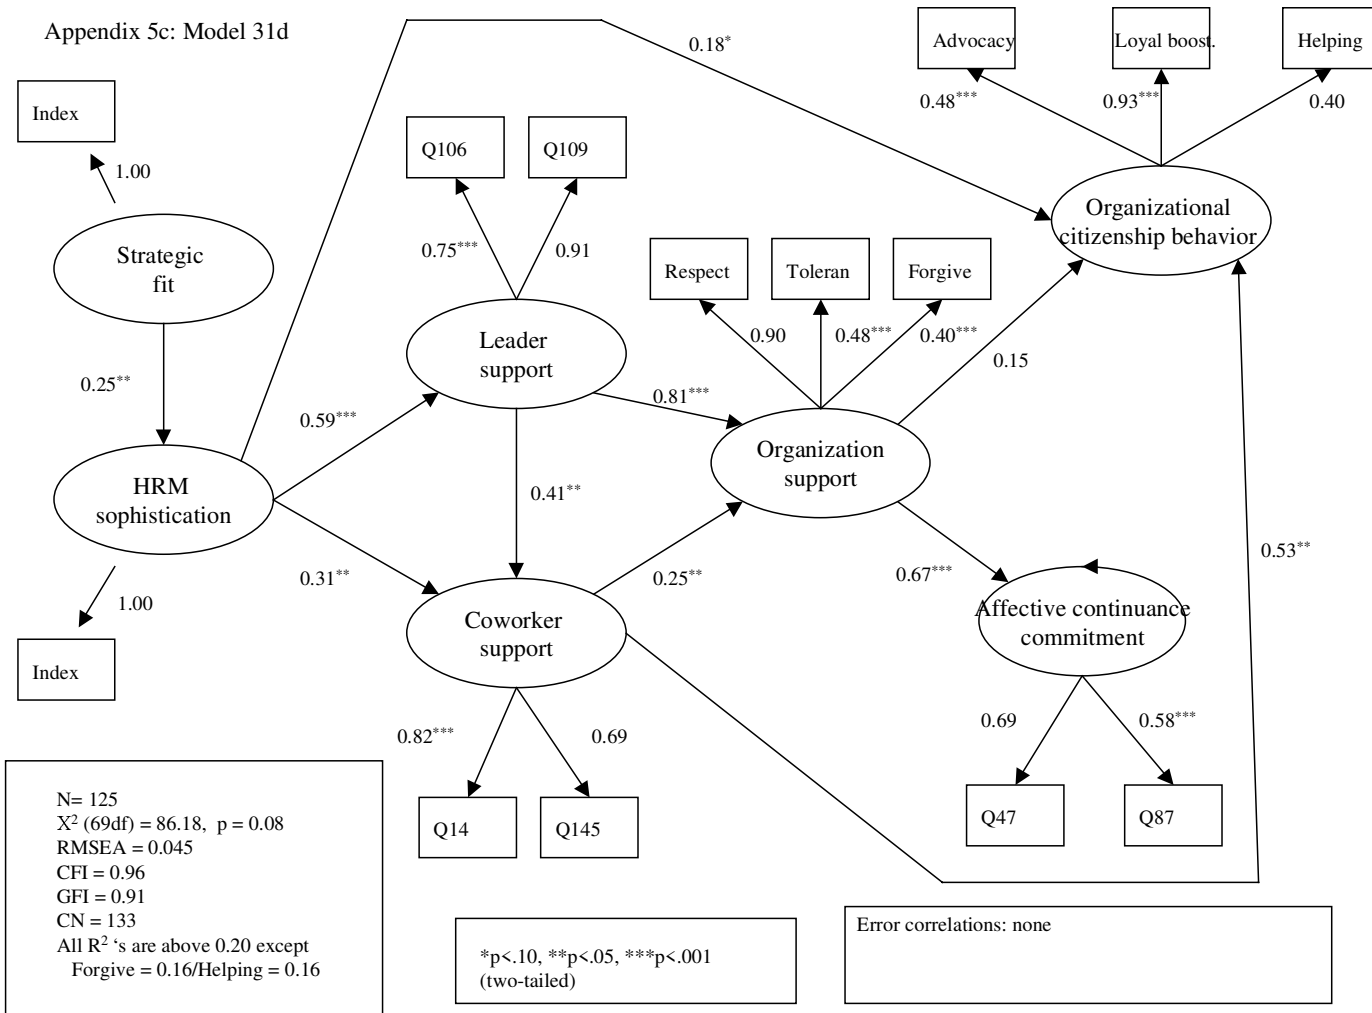 Appendix 5c: Model 31d
0.18*
Advocacy
Loyal boost.
Helping
0.48***
0.93***
0.40
Index
1.00
Q106
Q109
0.75***
0.91
Organizational
citizenship behavior
Strategic
fit
Respect
Toleran
Forgive
0.90
0.48***
0.40***
Leader
support
0.15
0.25**
0.59***
0.81***
HRM
sophistication
Organization
support
0.41**
0.53**
0.31**
0.25**
0.67***
1.00
Coworker
support
Affective continuance
commitment
Index
0.82***
0.69
0.69
0.58***
Q14
Q145
Q47
Q87
N= 125
X² (69df) = 86.18, p = 0.08
RMSEA = 0.045
CFI = 0.96
GFI = 0.91
CN = 133
All R² ‘s are above 0.20 except
Forgive = 0.16/Helping = 0.16
*p<.10, **p<.05, ***p<.001
(two-tailed)
Error correlations: none